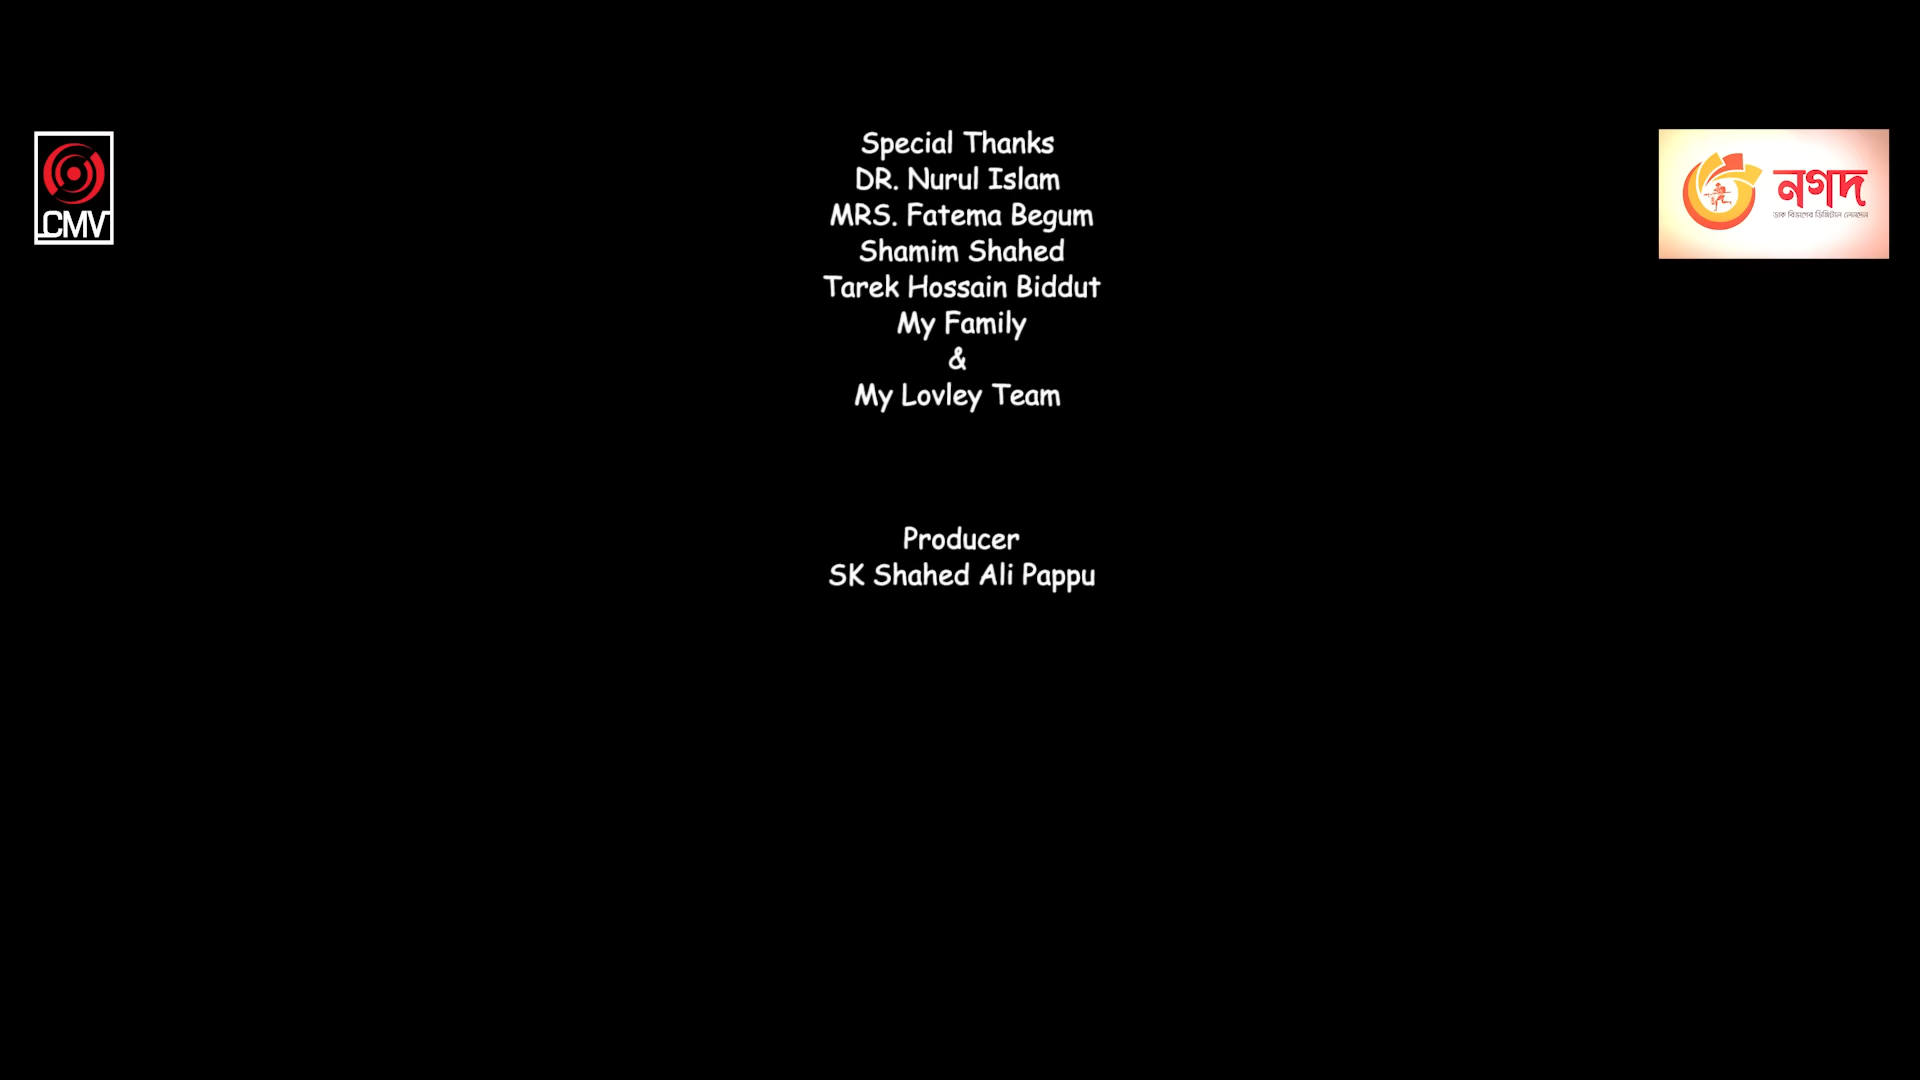 CMV
Special Thanks
DR. Nurul Islam
MRS. Fatema Begum
Shamim Shahed
Tarek Hossain Biddut
My Family
&
My Lovley Team
Producer
SK Shahed Ali Pappu
নগদ
ডাক বিভাগের ডিজিটাল লেনদেন